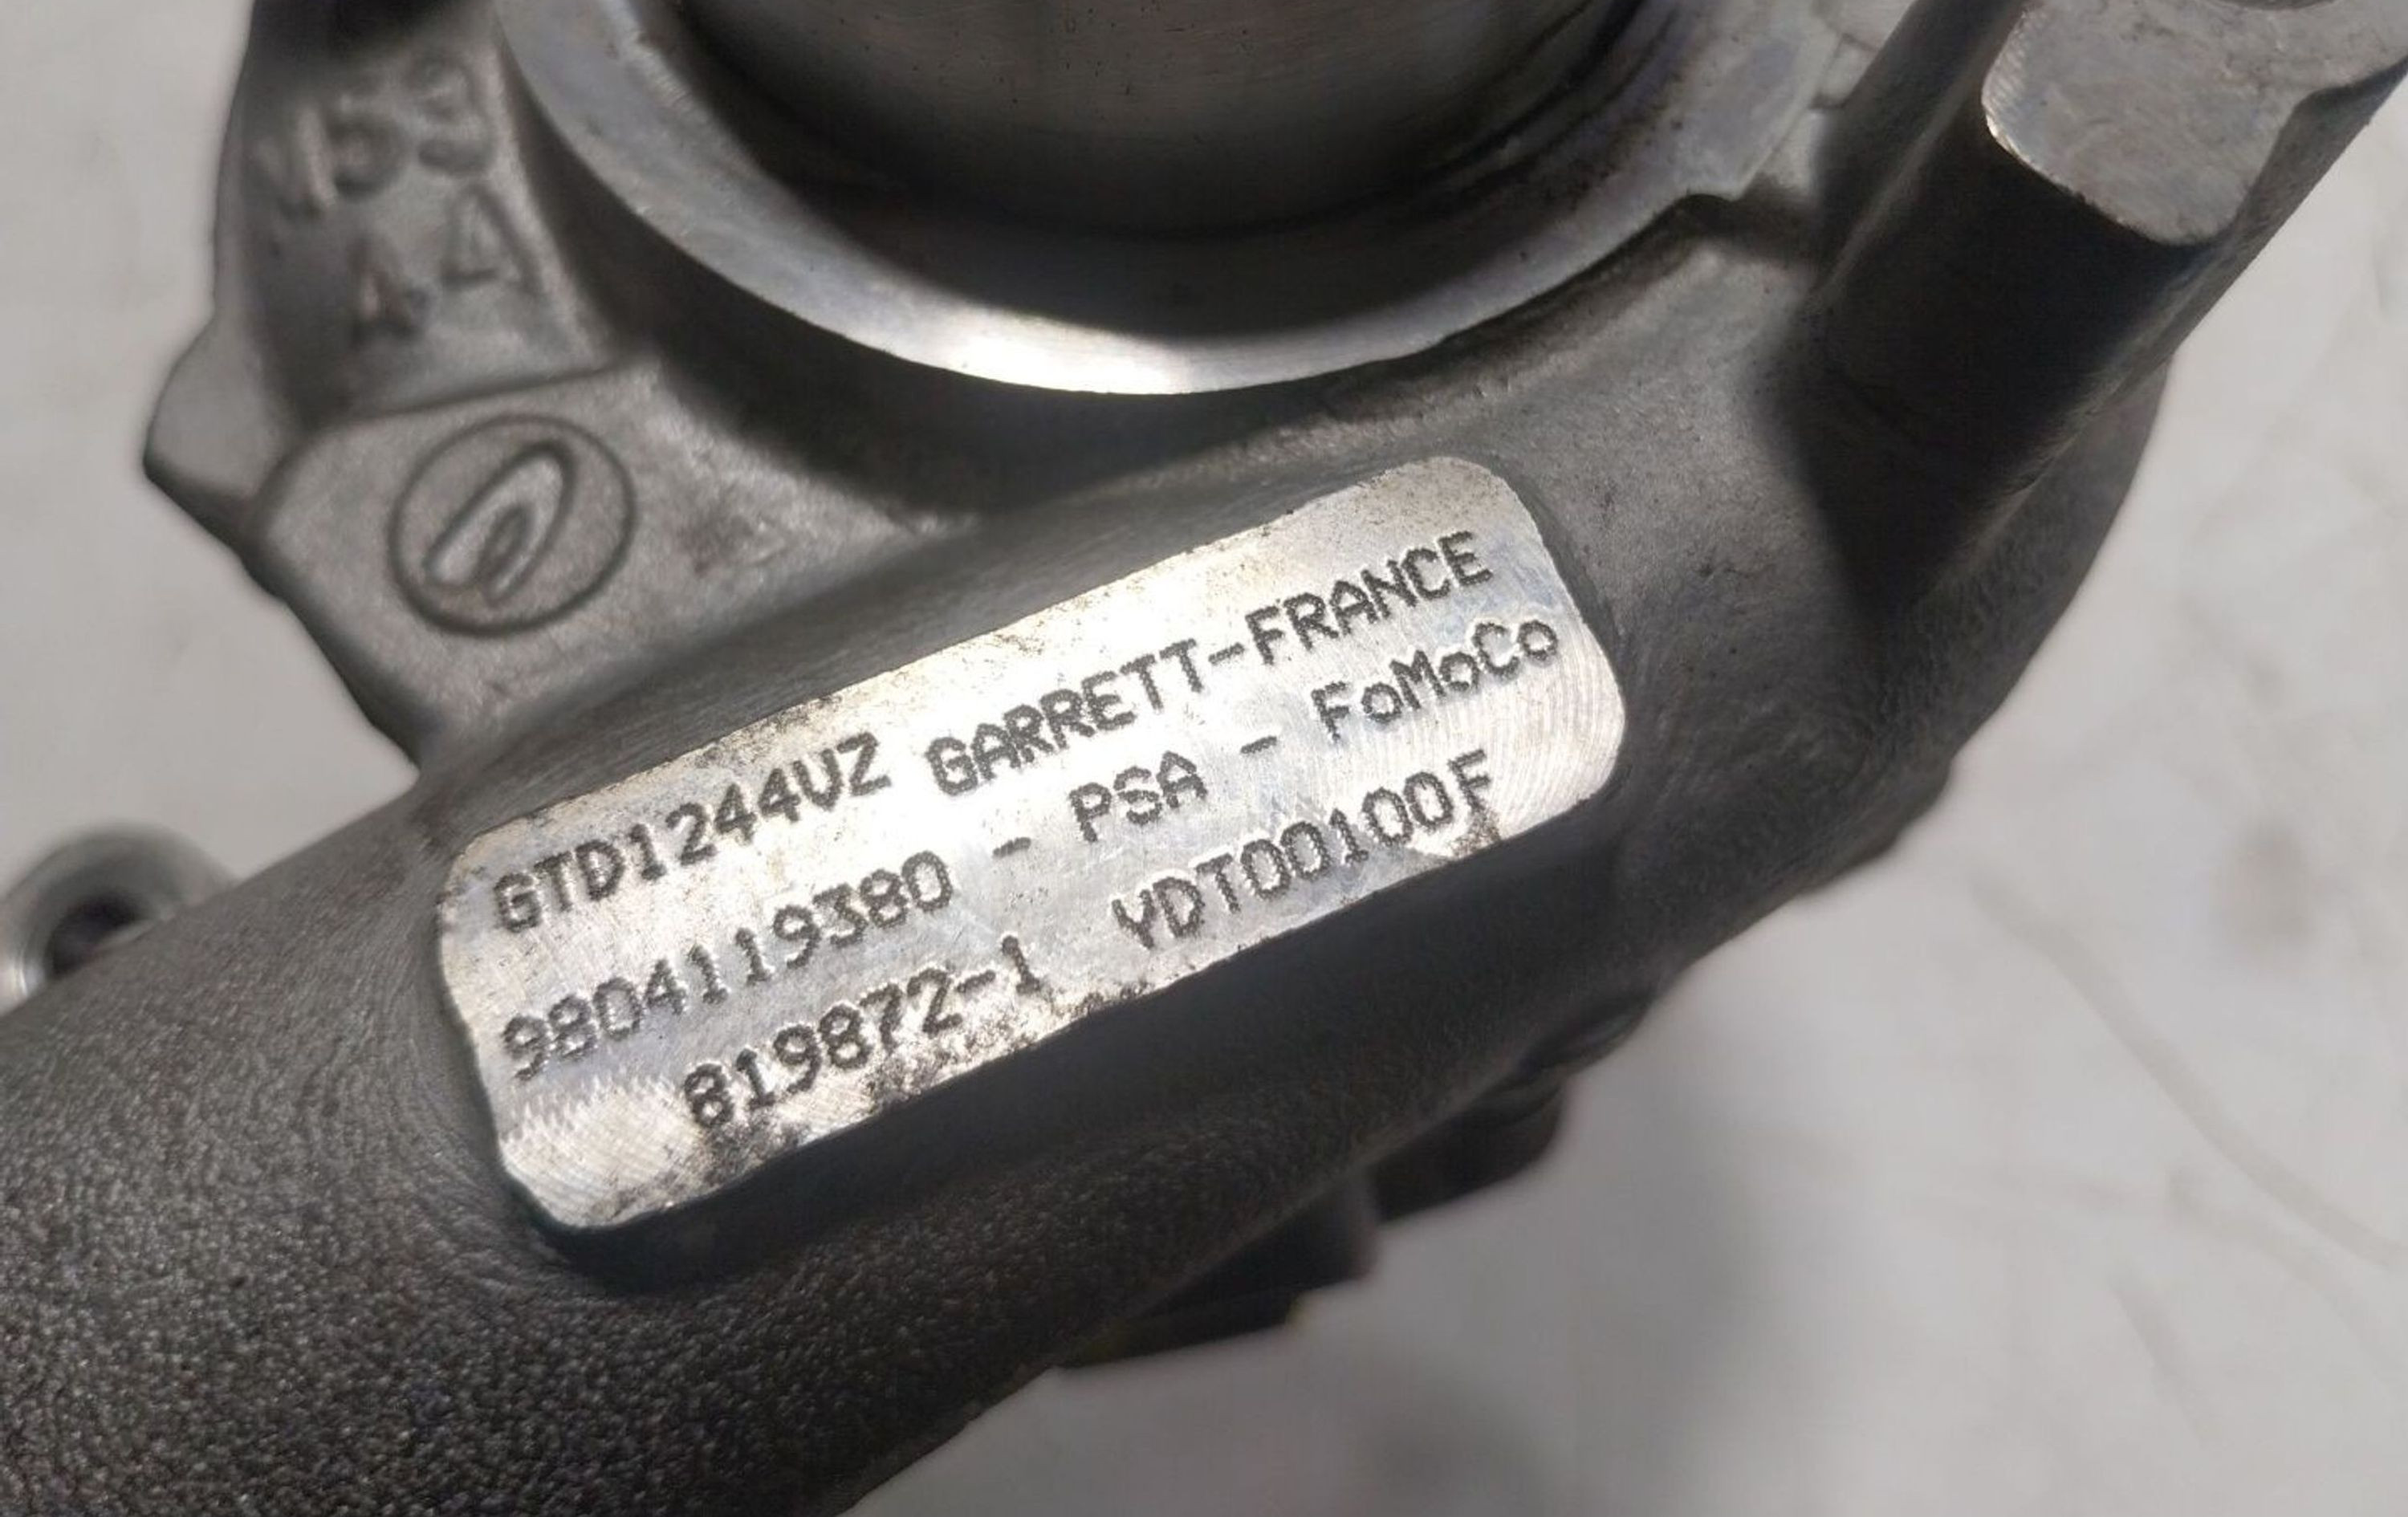 GTD1244VZ GARRETT-FRANCE
9804119380 - PSA - FoMoCo
819872-1 YDT00100F